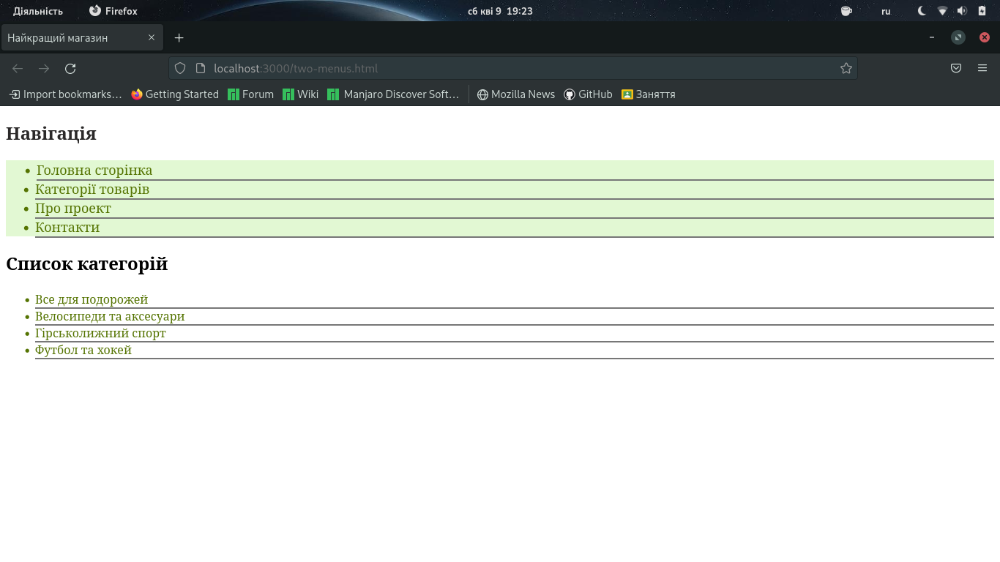 Діяльність Firefox сб кві 9 19:23 ru
Найкращий магазин
localhost:3000/two-menus.html
Import bookmarks… Getting Started Forum Wiki Manjaro Discover Soft… Mozilla News GitHub Заняття
Навігація
Головна сторінка
Категорії товарів
Про проект
Контакти
Список категорій
Все для подорожей
Велосипеди та аксесуари
Гірськолижний спорт
Футбол та хокей